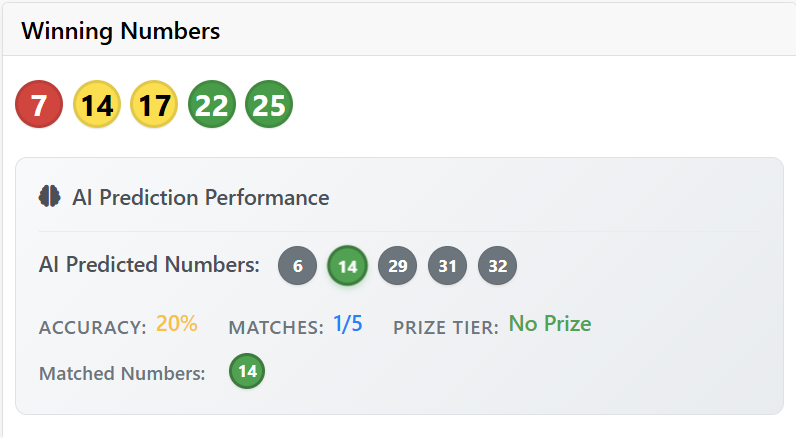 Winning Numbers
7 14 17 22 25
AI Prediction Performance
AI Predicted Numbers: 6 14 29 31 32
ACCURACY: 20% MATCHES: 1/5 PRIZE TIER: No Prize
Matched Numbers: 14